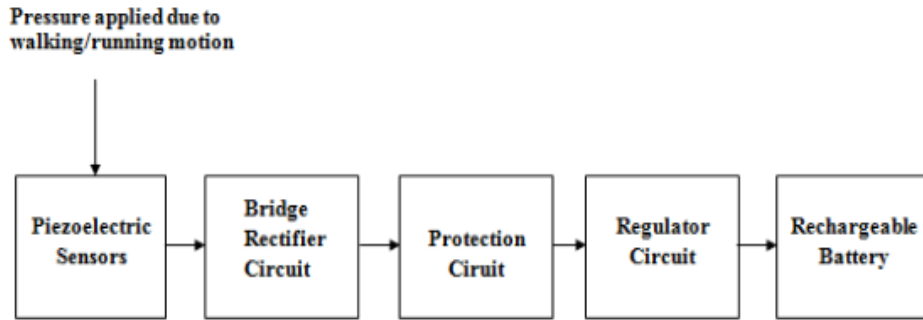 Pressure applied due to
walking/running motion
Piezoelectric
Sensors
Bridge
Rectifier
Circuit
Protection
Ciruit
Regulator
Circuit
Rechargeable
Battery